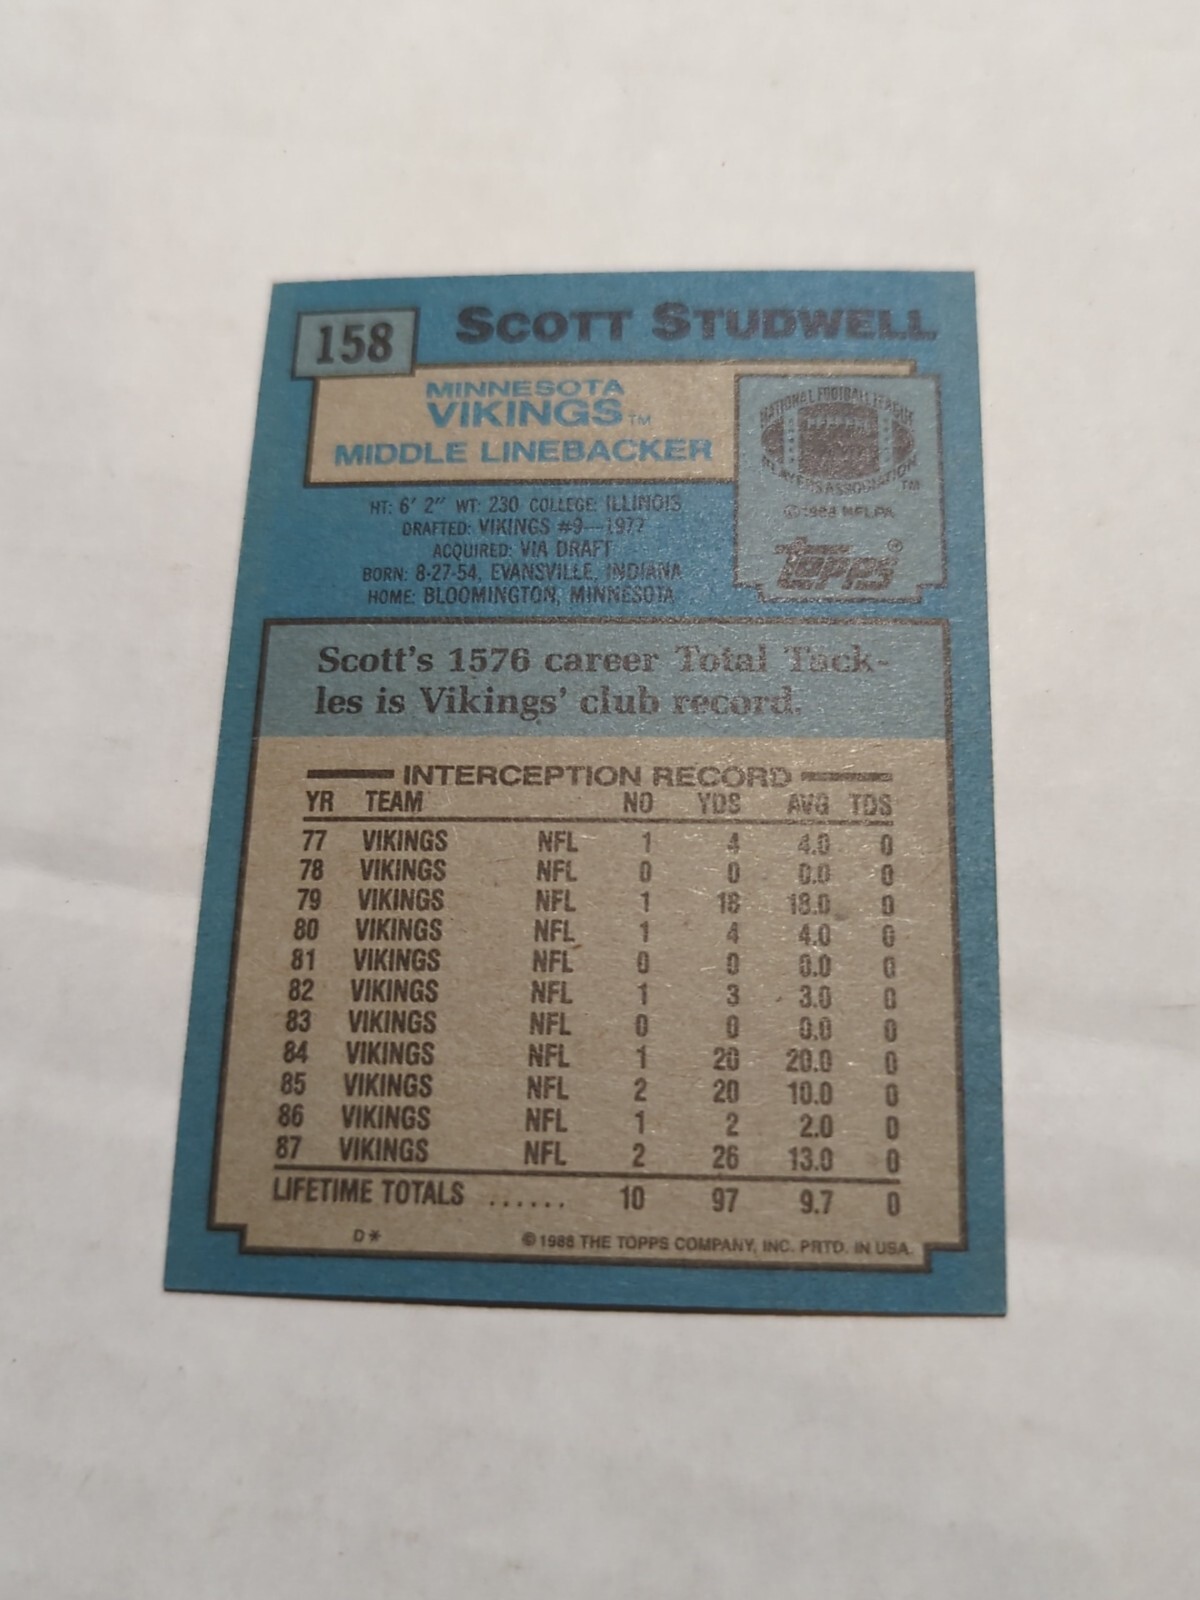 158
SCOTT STUDWELL
MINNESOTA
VIKINGS™
MIDDLE LINEBACKER
NATIONAL FOOTBALL LEAGUE
PLAYERS ASSOCIATION™
©1988 NFLPA
TOPPS®
HT: 6' 2" WT: 230 COLLEGE: ILLINOIS
DRAFTED: VIKINGS #9—1977
ACQUIRED: VIA DRAFT
BORN: 8-27-54, EVANSVILLE, INDIANA
HOME: BLOOMINGTON, MINNESOTA
Scott's 1576 career Total Tack-
les is Vikings' club record.
INTERCEPTION RECORD
YR TEAM NO YDS AVG TDS
77 VIKINGS NFL 1 4 4.0 0
78 VIKINGS NFL 0 0 0.0 0
79 VIKINGS NFL 1 18 18.0 0
80 VIKINGS NFL 1 4 4.0 0
81 VIKINGS NFL 0 0 0.0 0
82 VIKINGS NFL 1 3 3.0 0
83 VIKINGS NFL 0 0 0.0 0
84 VIKINGS NFL 1 20 20.0 0
85 VIKINGS NFL 2 20 10.0 0
86 VIKINGS NFL 1 2 2.0 0
87 VIKINGS NFL 2 26 13.0 0
LIFETIME TOTALS ...... 10 97 9.7 0
D* ©1988 THE TOPPS COMPANY, INC. PRTD. IN USA.